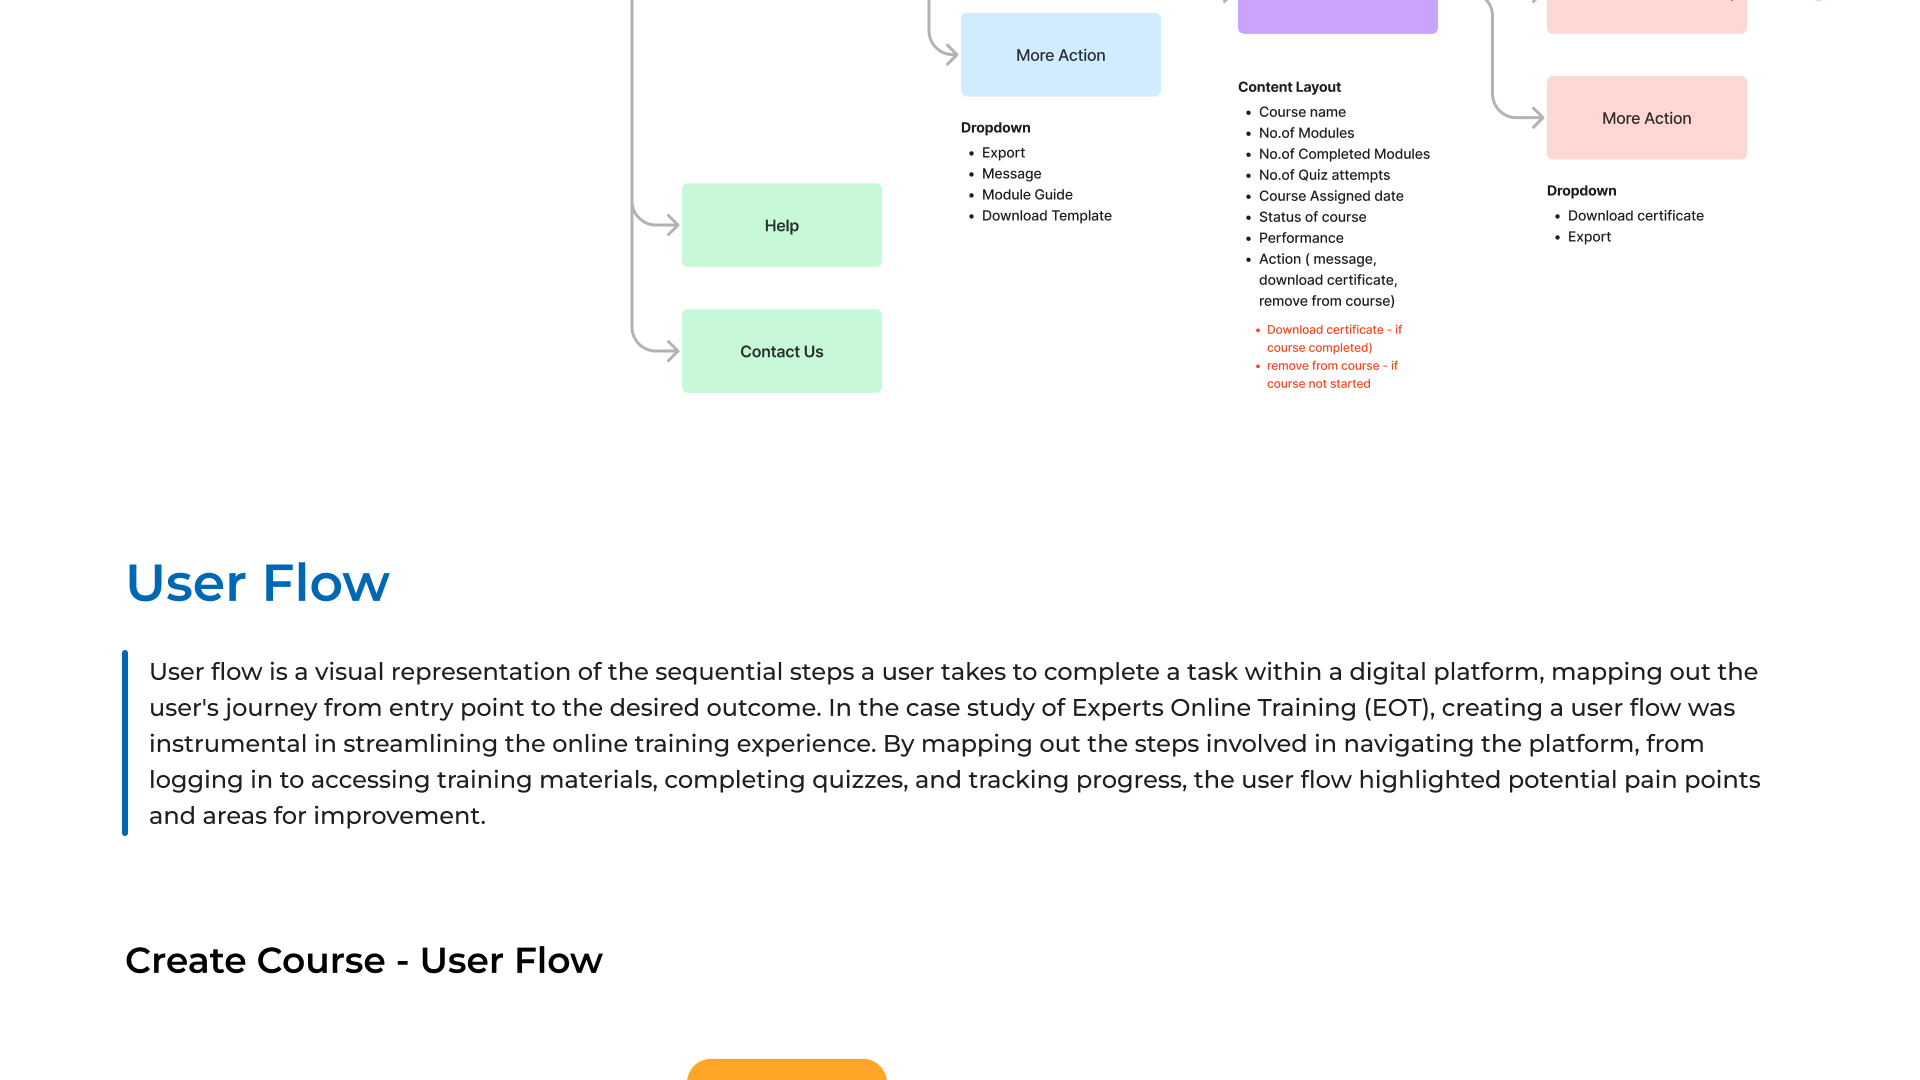 More Action
Dropdown
Export
Message
Module Guide
Download Template
Help
Contact Us
Content Layout
Course name
No.of Modules
No.of Completed Modules
No.of Quiz attempts
Course Assigned date
Status of course
Performance
Action ( message,
download certificate,
remove from course)
Download certificate - if
course completed)
remove from course - if
course not started
More Action
Dropdown
Download certificate
Export
User Flow
User flow is a visual representation of the sequential steps a user takes to complete a task within a digital platform, mapping out the
user's journey from entry point to the desired outcome. In the case study of Experts Online Training (EOT), creating a user flow was
instrumental in streamlining the online training experience. By mapping out the steps involved in navigating the platform, from
logging in to accessing training materials, completing quizzes, and tracking progress, the user flow highlighted potential pain points
and areas for improvement.
Create Course - User Flow